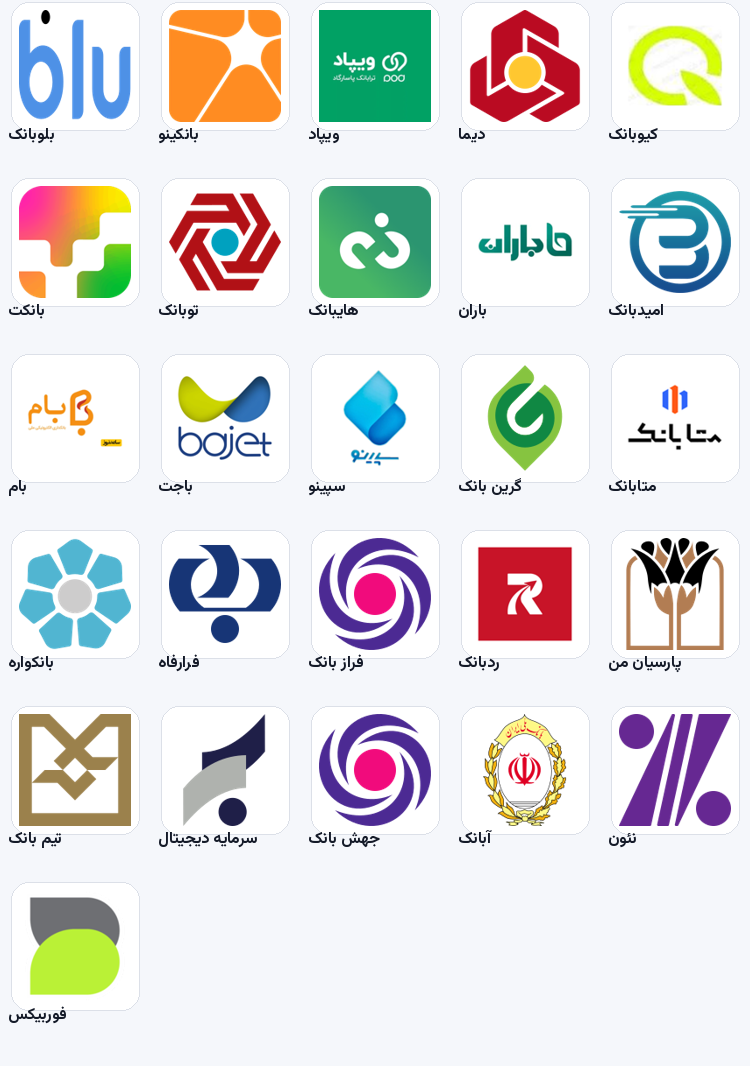 blu
ویپاد
ترابانک پاسارگاد
بلوبانک
بانکینو
ویپاد
دیما
کیوبانک
بانکت
توبانک
هایبانک
باران
امیدبانک
بام
bajet
سپینو
متابانک
بام
باجت
سپینو
گرین بانک
متابانک
بانکواره
فرارفاه
فراز بانک
ردبانک
پارسیان من
تیم بانک
سرمایه دیجیتال
جهش بانک
آبانک
نئون
فوربیکس